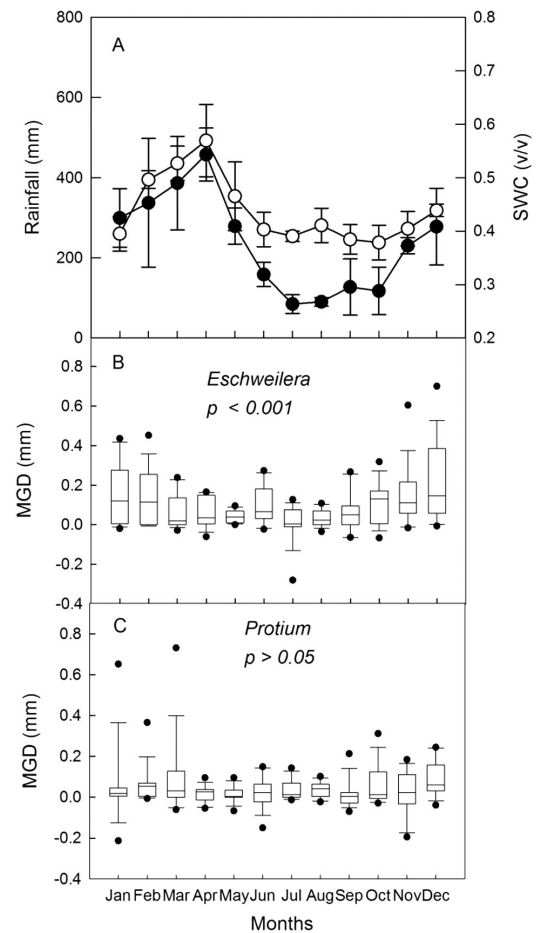 A
800
600
400
200
0
Rainfall (mm)
0.8
0.7
0.6
0.5
0.4
0.3
0.2
SWC (v/v)
B
Eschweilera
p < 0.001
0.8
0.6
0.4
0.2
0.0
-0.2
-0.4
MGD (mm)
C
Protium
p > 0.05
0.8
0.6
0.4
0.2
0.0
-0.2
-0.4
MGD (mm)
Jan Feb Mar Apr May Jun Jul Aug Sep Oct Nov Dec
Months